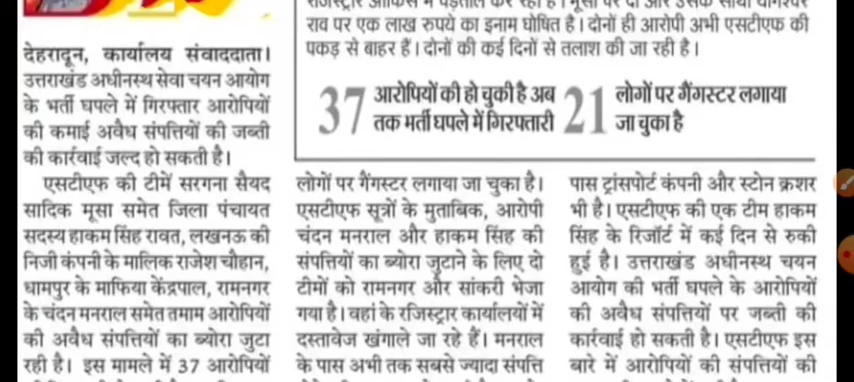 राव पर एक लाख रुपये का इनाम घोषित है। दोनों ही आरोपी अभी एसटीएफ की
पकड़ से बाहर हैं। दोनों की कई दिनों से तलाश की जा रही है।
37 आरोपियों की हो चुकी है अब
तक भर्ती घपले में गिरफ्तारी
21 लोगों पर गैंगस्टर लगाया
जा चुका है
देहरादून, कार्यालय संवाददाता।
उत्तराखंड अधीनस्थ सेवा चयन आयोग
के भर्ती घपले में गिरफ्तार आरोपियों
की कमाई अवैध संपत्तियों की जब्ती
की कार्रवाई जल्द हो सकती है।
एसटीएफ की टीमें सरगना सैयद
सादिक मूसा समेत जिला पंचायत
सदस्य हाकम सिंह रावत, लखनऊ की
निजी कंपनी के मालिक राजेश चौहान,
धामपुर के माफिया केंद्रपाल, रामनगर
के चंदन मनराल समेत तमाम आरोपियों
की अवैध संपत्तियों का ब्योरा जुटा
रही है। इस मामले में 37 आरोपियों
लोगों पर गैंगस्टर लगाया जा चुका है।
एसटीएफ सूत्रों के मुताबिक, आरोपी
चंदन मनराल और हाकम सिंह की
संपत्तियों का ब्योरा जुटाने के लिए दो
टीमों को रामनगर और सांकरी भेजा
गया है। वहां के रजिस्ट्रार कार्यालयों में
दस्तावेज खंगाले जा रहे हैं। मनराल
के पास अभी तक सबसे ज्यादा संपत्ति
पास ट्रांसपोर्ट कंपनी और स्टोन क्रशर
भी है। एसटीएफ की एक टीम हाकम
सिंह के रिजॉर्ट में कई दिन से रुकी
हुई है। उत्तराखंड अधीनस्थ चयन
आयोग की भर्ती घपले के आरोपियों
की अवैध संपत्तियों पर जब्ती की
कार्रवाई हो सकती है। एसटीएफ इस
बारे में आरोपियों की संपत्तियों की